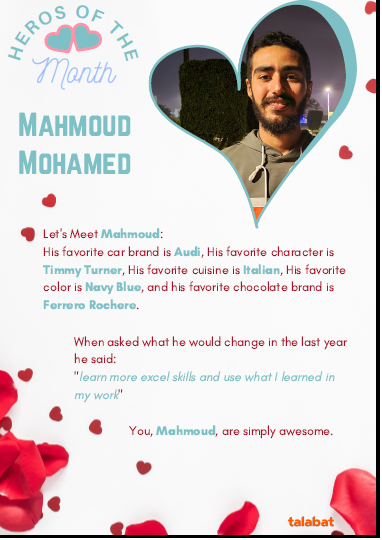 HEROS OF THE
Month
MAHMOUD
MOHAMED
Let's Meet Mahmoud:
His favorite car brand is Audi, His favorite character is
Timmy Turner, His favorite cuisine is Italian, His favorite
color is Navy Blue, and his favorite chocolate brand is
Ferrero Rochere.
When asked what he would change in the last year
he said:
"learn more excel skills and use what I learned in
my work"
You, Mahmoud, are simply awesome.
talabat